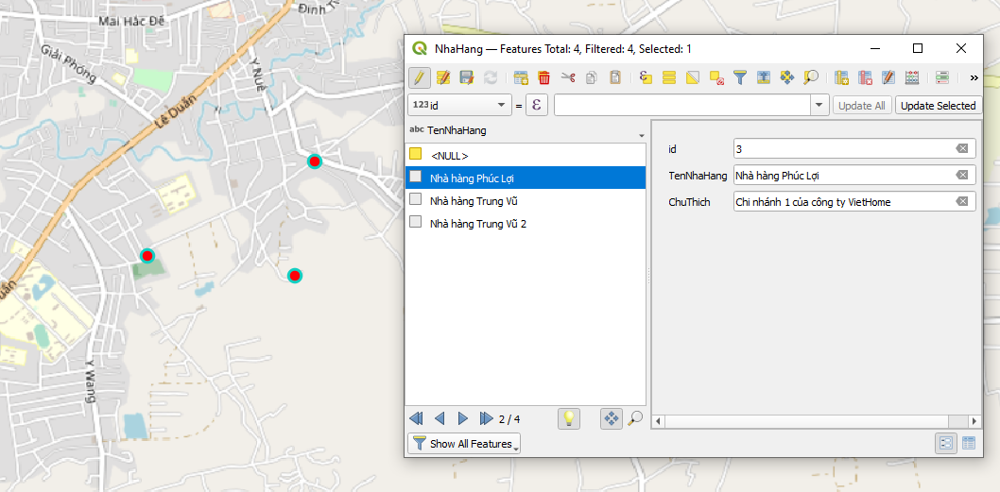 Mai Hắc Đế
Đinh T
Giải Phóng
Y NUÊ
Lê Duẩn
uẩn
Y Wang
NhaHang — Features Total: 4, Filtered: 4, Selected: 1
123 id
=
ε
Update All
Update Selected
abc TenNhaHang
<NULL>
Nhà hàng Phúc Lợi
Nhà hàng Trung Vũ
Nhà hàng Trung Vũ 2
id
3
TenNhaHang
Nhà hàng Phúc Lợi
ChuThich
Chi nhánh 1 của công ty VietHome
2 / 4
Show All Features